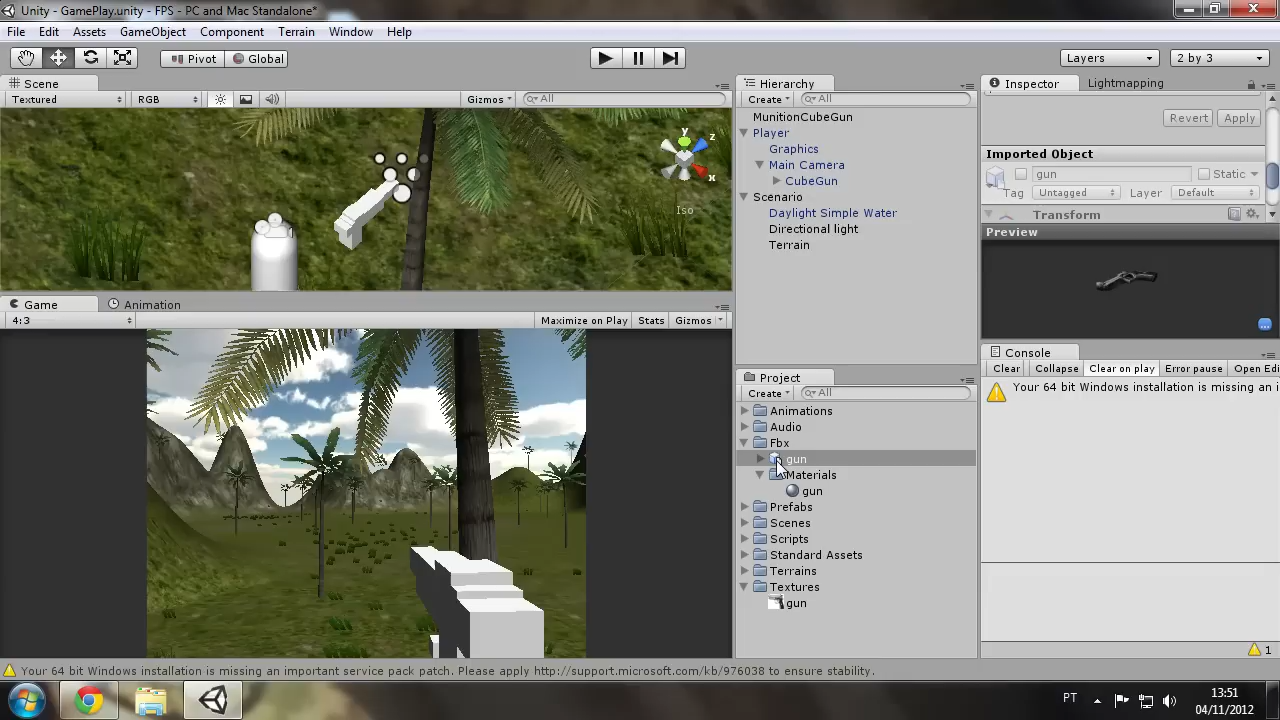 Unity - GamePlay.unity - FPS - PC and Mac Standalone*
File Edit Assets GameObject Component Terrain Window Help
Pivot Global Layers 2 by 3
Scene
Textured RGB Gizmos All
y z x
Iso
Game Animation
4:3 Maximize on Play Stats Gizmos
Hierarchy
Create All
MunitionCubeGun
Player
Graphics
Main Camera
CubeGun
Scenario
Daylight Simple Water
Directional light
Terrain
Project
Create All
Animations
Audio
Fbx
gun
Materials
gun
Prefabs
Scenes
Scripts
Standard Assets
Terrains
Textures
gun
Inspector Lightmapping
Revert Apply
Imported Object
gun Static
Tag Untagged Layer Default
Transform
Preview
Console
Clear Collapse Clear on play Error pause Open Edi
Your 64 bit Windows installation is missing an i
1
Your 64 bit Windows installation is missing an important service pack patch. Please apply http://support.microsoft.com/kb/976038 to ensure stability.
PT 13:51
04/11/2012